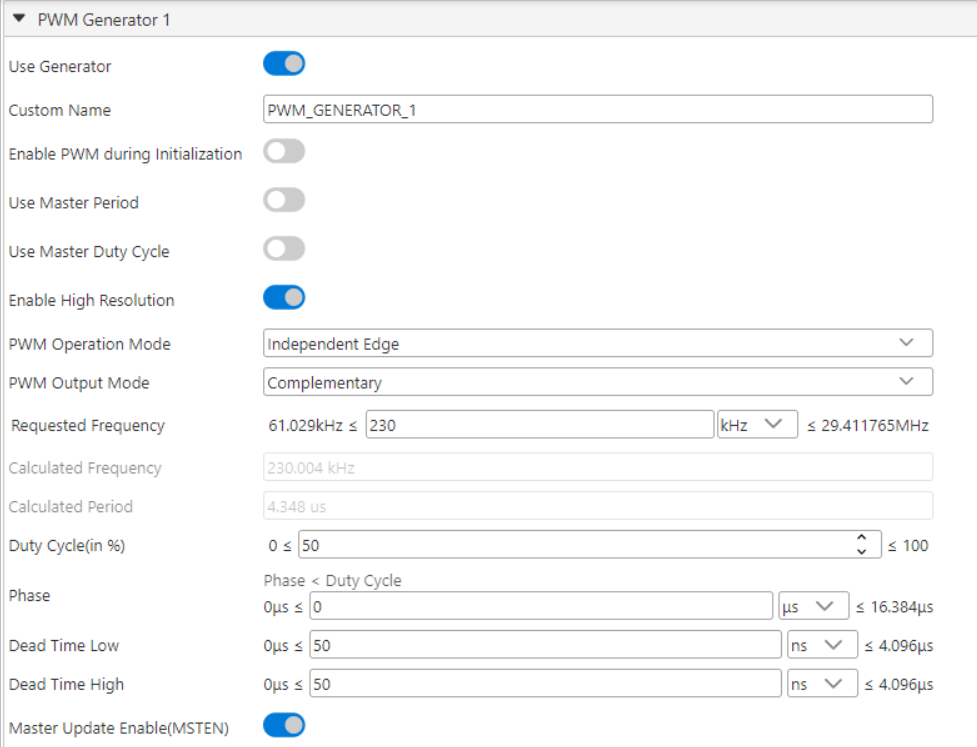 PWM Generator 1
Use Generator
Custom Name PWM_GENERATOR_1
Enable PWM during Initialization
Use Master Period
Use Master Duty Cycle
Enable High Resolution
PWM Operation Mode Independent Edge
PWM Output Mode Complementary
Requested Frequency 61.029kHz ≤ 230 kHz ≤ 29.411765MHz
Calculated Frequency 230.004 kHz
Calculated Period 4.348 us
Duty Cycle(in %) 0 ≤ 50 ≤ 100
Phase < Duty Cycle
Phase 0µs ≤ 0 µs ≤ 16.384µs
Dead Time Low 0µs ≤ 50 ns ≤ 4.096µs
Dead Time High 0µs ≤ 50 ns ≤ 4.096µs
Master Update Enable(MSTEN)